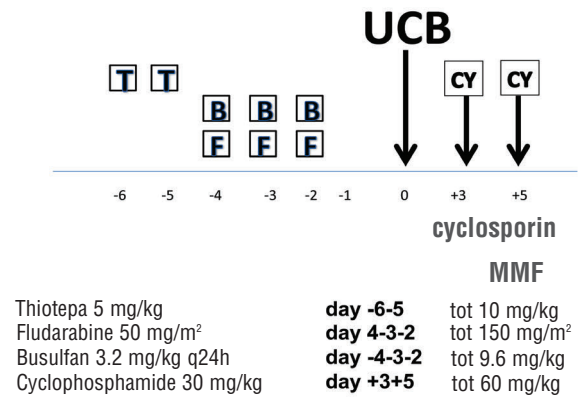 UCB
T T CY CY
B B B
F F F
-6 -5 -4 -3 -2 -1 0 +3 +5
cyclosporin
MMF
Thiotepa 5 mg/kg day -6-5 tot 10 mg/kg
Fludarabine 50 mg/m² day 4-3-2 tot 150 mg/m²
Busulfan 3.2 mg/kg q24h day -4-3-2 tot 9.6 mg/kg
Cyclophosphamide 30 mg/kg day +3+5 tot 60 mg/kg